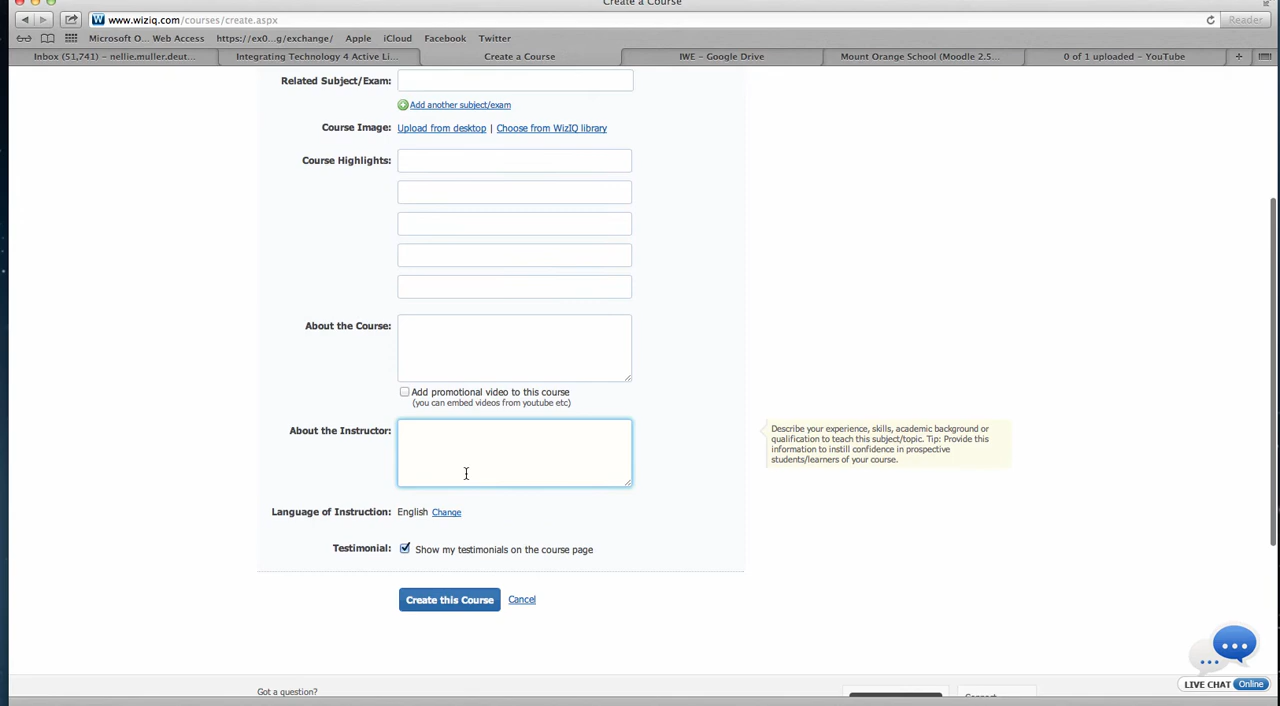 Create a Course
www.wiziq.com/courses/create.aspx
Reader
Microsoft O... Web Access
https://ex0...g/exchange/
Apple
iCloud
Facebook
Twitter
Inbox (51,741) – nellie.muller.deut...
Integrating Technology 4 Active Li...
Create a Course
IWE – Google Drive
Mount Orange School (Moodle 2.5...
0 of 1 uploaded – YouTube
+
Related Subject/Exam:
Add another subject/exam
Course Image: Upload from desktop | Choose from WizIQ library
Course Highlights:
About the Course:
Add promotional video to this course
(you can embed videos from youtube etc)
About the Instructor:
Describe your experience, skills, academic background or
qualification to teach this subject/topic. Tip: Provide this
information to instill confidence in prospective
students/learners of your course.
Language of Instruction: English Change
Testimonial: Show my testimonials on the course page
Create this Course Cancel
LIVE CHAT Online
Got a question?